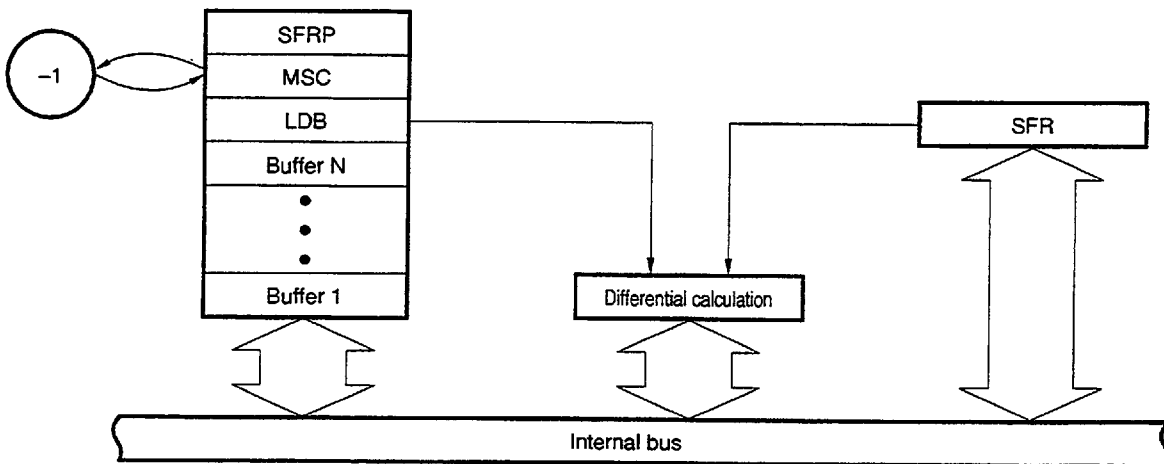 SFRP
–1
MSC
LDB
SFR
Buffer N
Buffer 1
Differential calculation
Internal bus